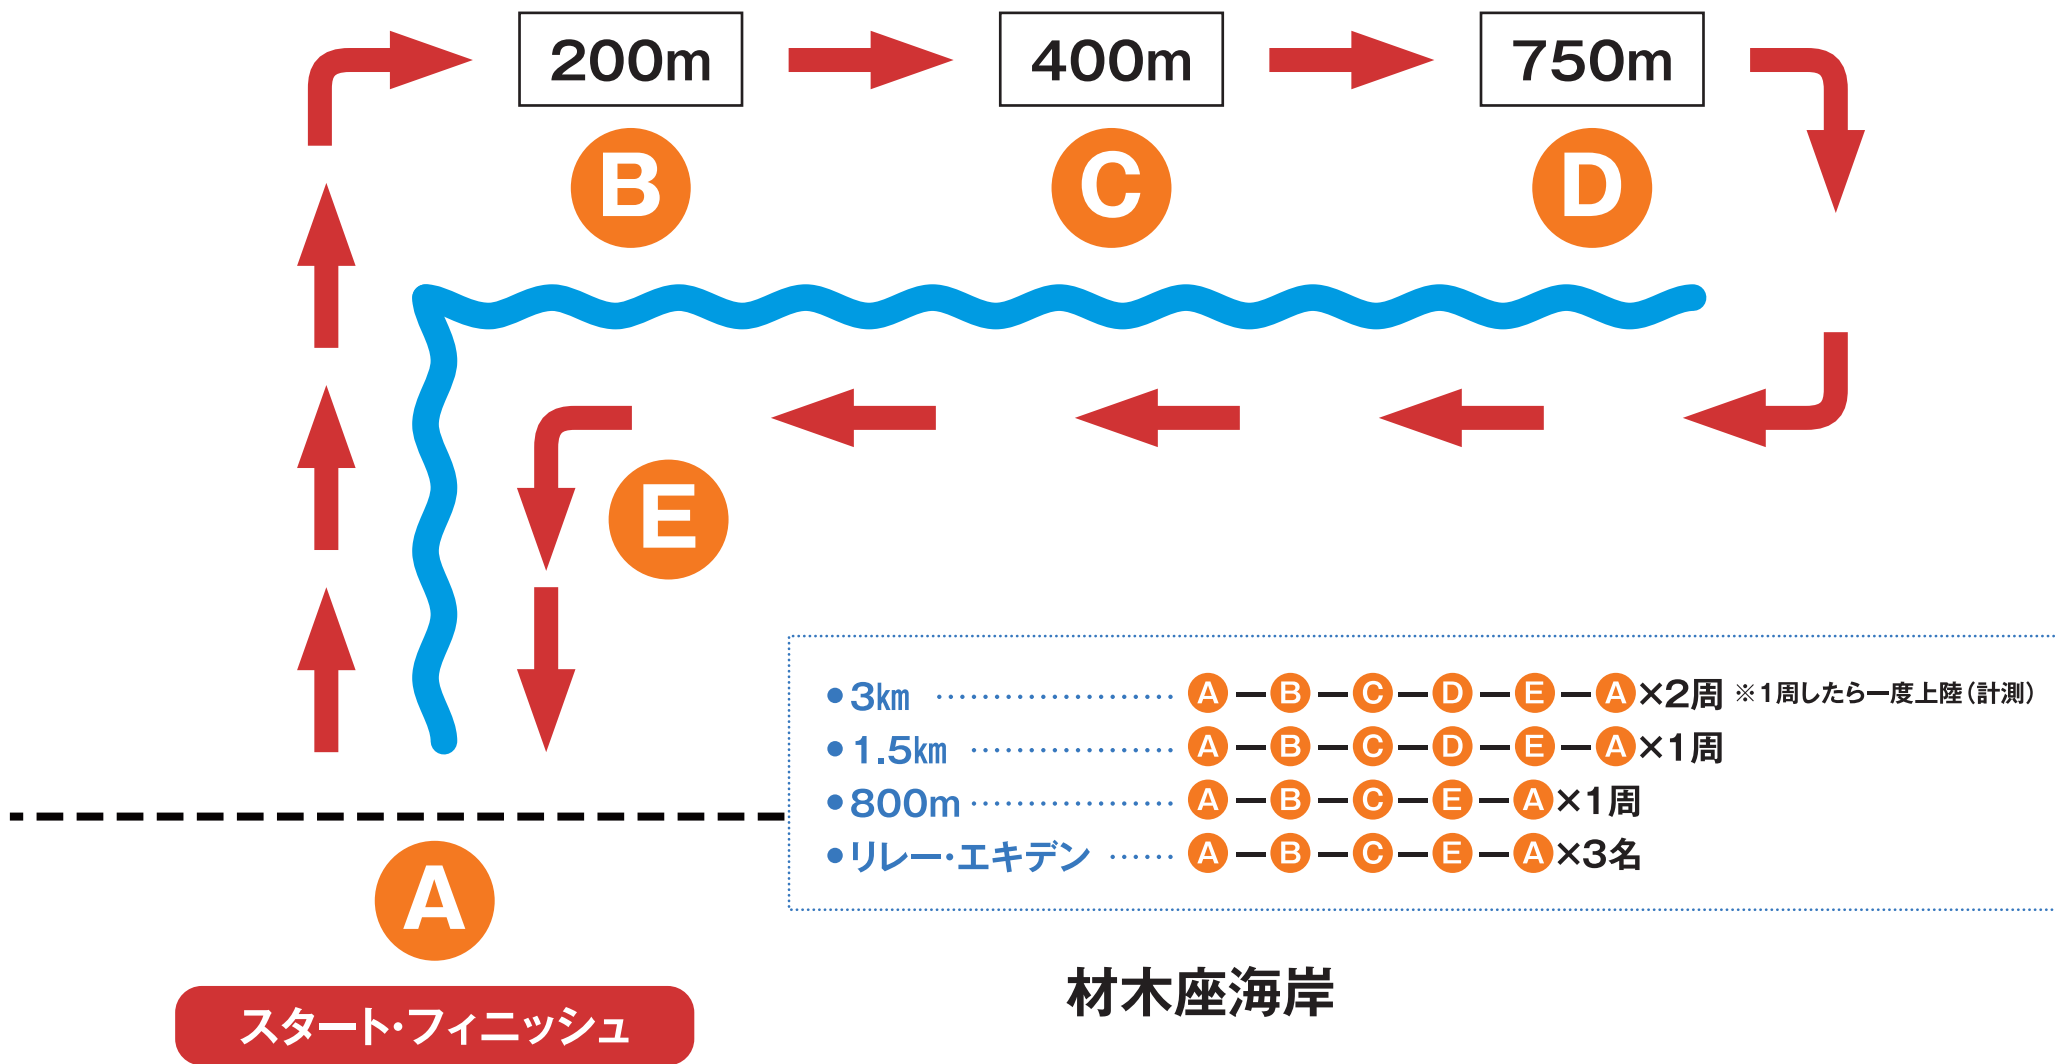 200m
400m
750m
B
C
D
E
•3km …………………… A—B—C—D—E—A×2周 ※1周したら一度上陸(計測)
•1.5km ………………… A—B—C—D—E—A×1周
•800m ………………… A—B—C—E—A×1周
•リレー・エキデン …… A—B—C—E—A×3名
A
スタート・フィニッシュ
材木座海岸